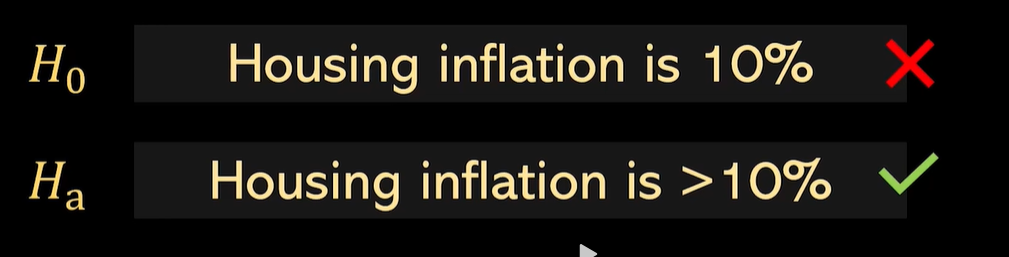 H₀ Housing inflation is 10%
Hₐ Housing inflation is >10%